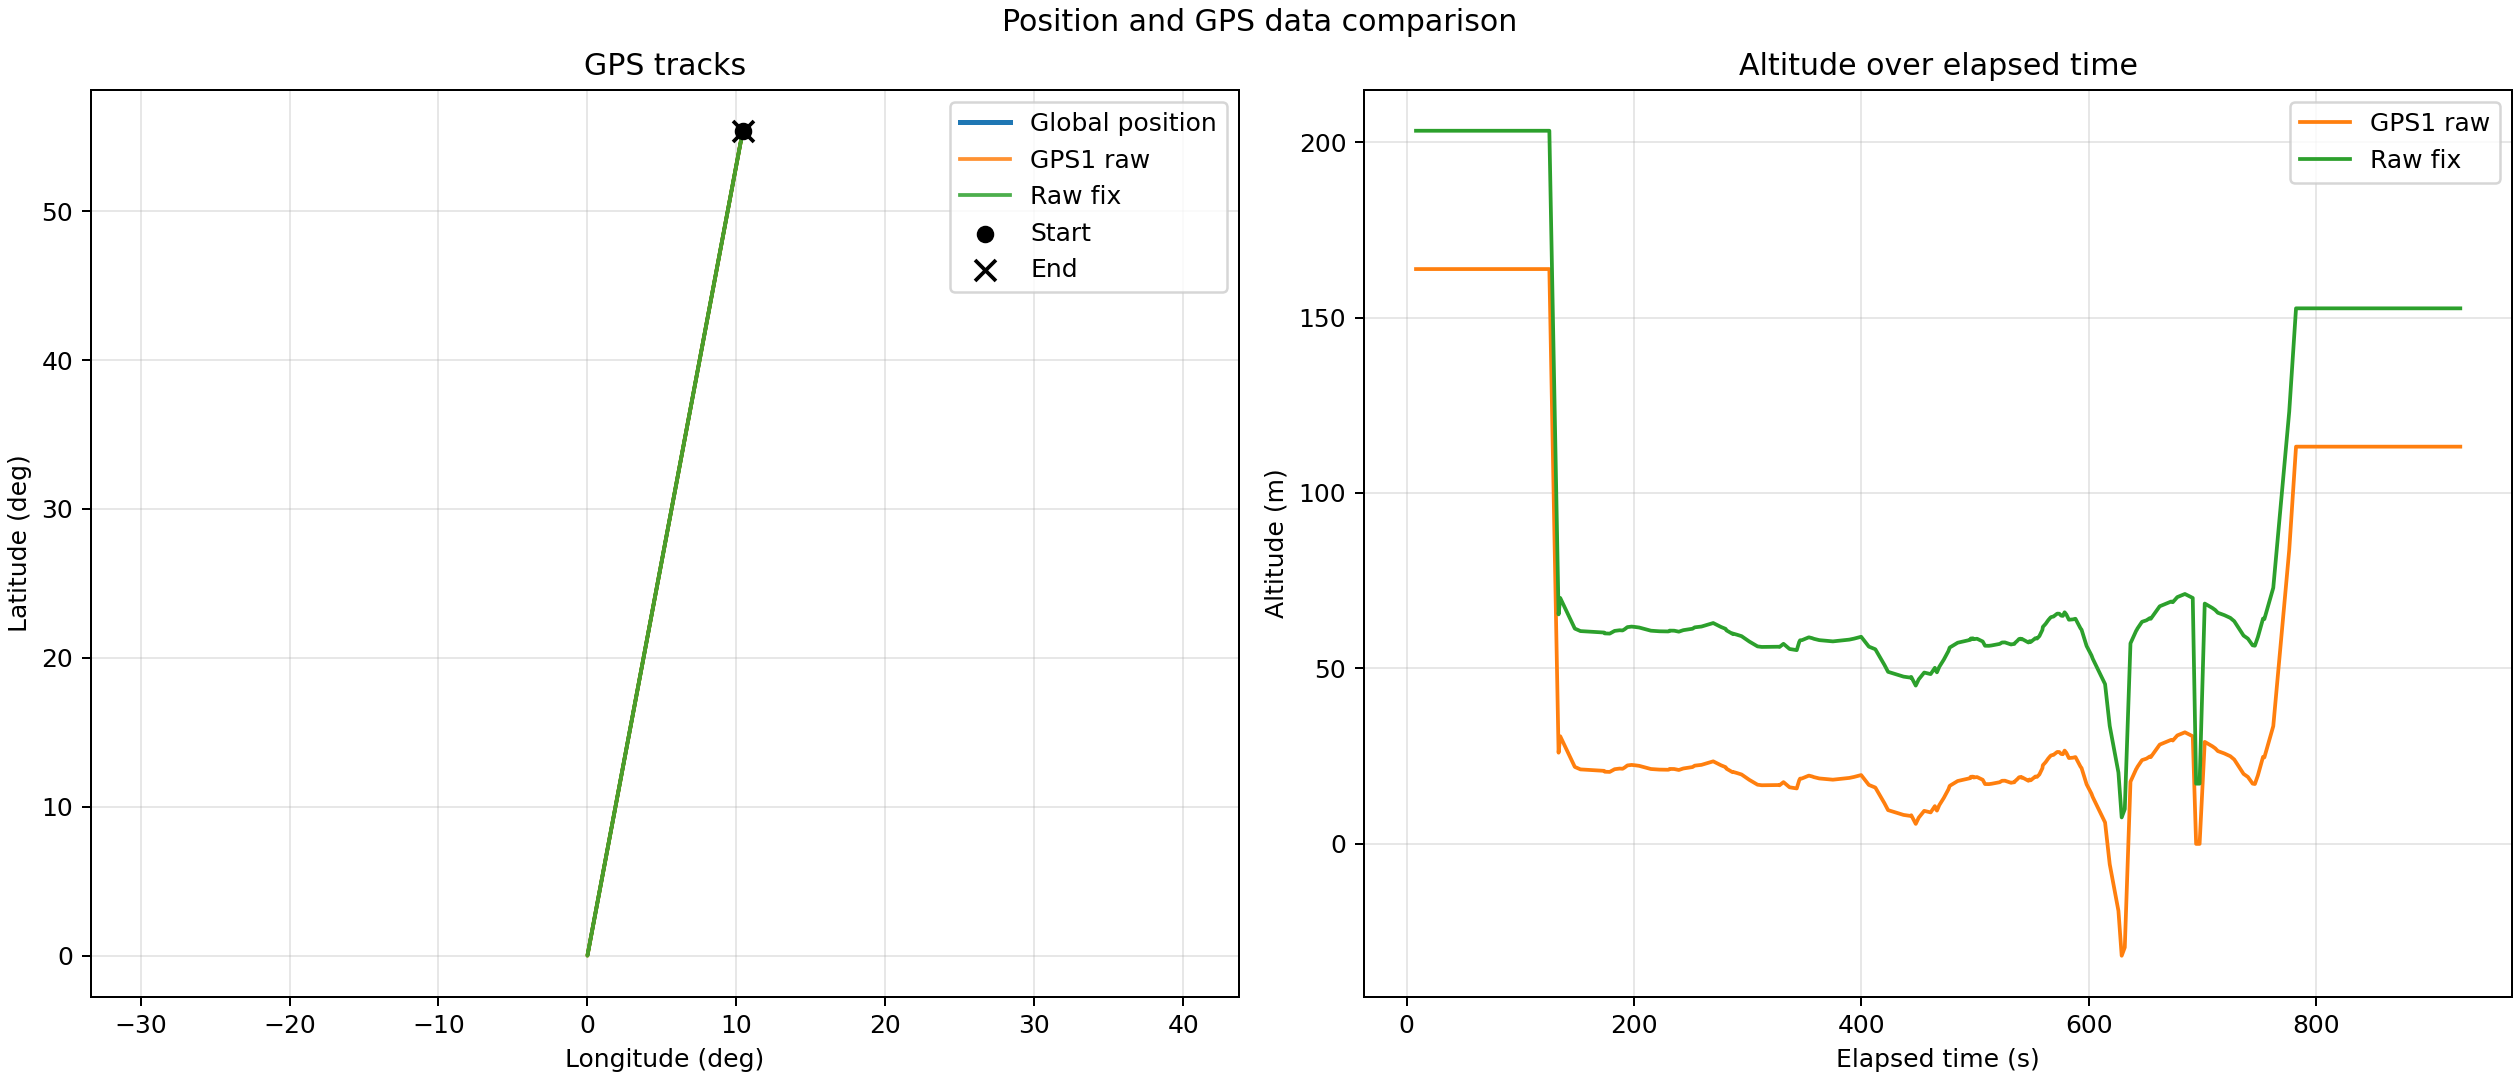 Position and GPS data comparison
GPS tracks
Global position
GPS1 raw
Raw fix
Start
End
50
40
30
20
10
0
Latitude (deg)
−30
−20
−10
0
10
20
30
40
Longitude (deg)
Altitude over elapsed time
GPS1 raw
Raw fix
200
150
100
50
0
Altitude (m)
0
200
400
600
800
Elapsed time (s)